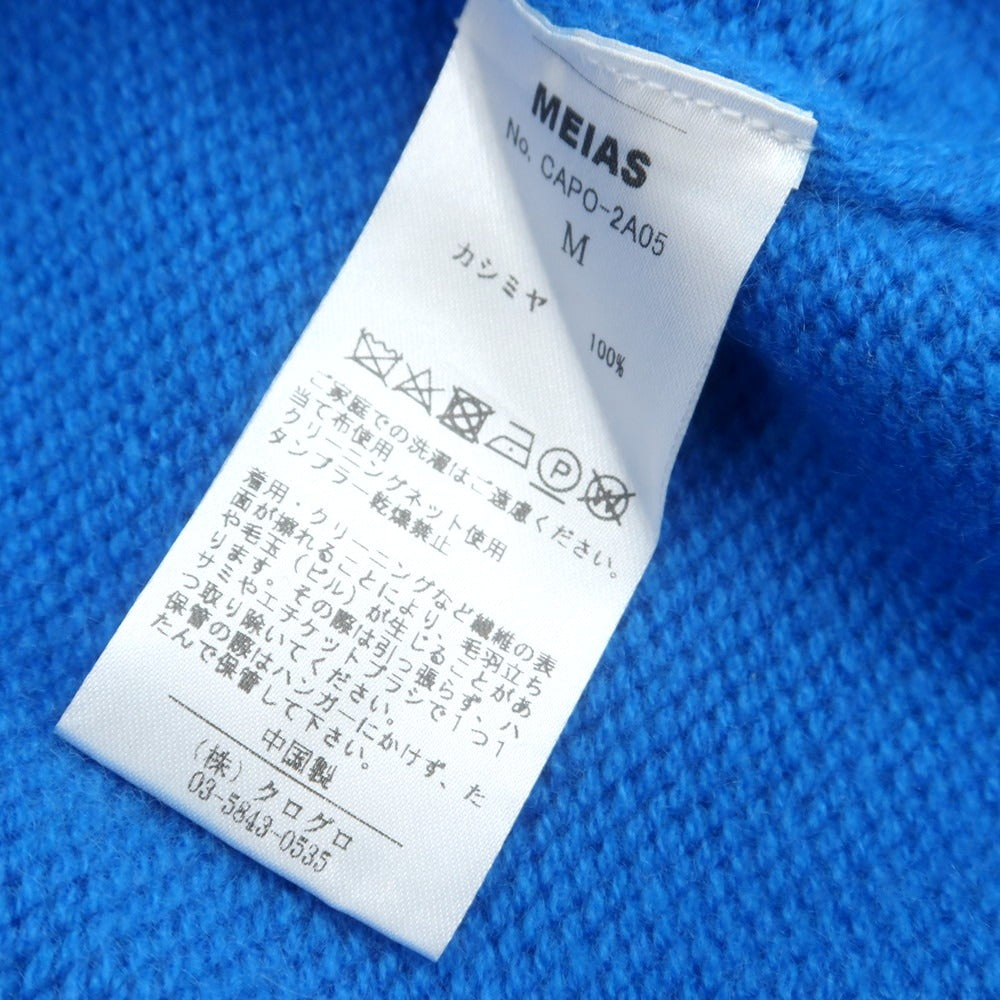 MEIAS
No. CAPO-2A05
M
カシミヤ 100%
P
ご家庭での洗濯はご遠慮ください。
当て布使用
クリーニングネット使用
タンブラー乾燥禁止
着用・クリーニングなど繊維の表
面が擦れることにより、毛羽立ち
や毛玉（ピル）が生じることがあ
ります。その際は引っ張らず、ハ
サミやエチケットブラシで1つ1
つ取り除いてください。
保管の際はハンガーにかけず、た
たんで保管して下さい。
中国製
（株）クログロ
03-5843-0535